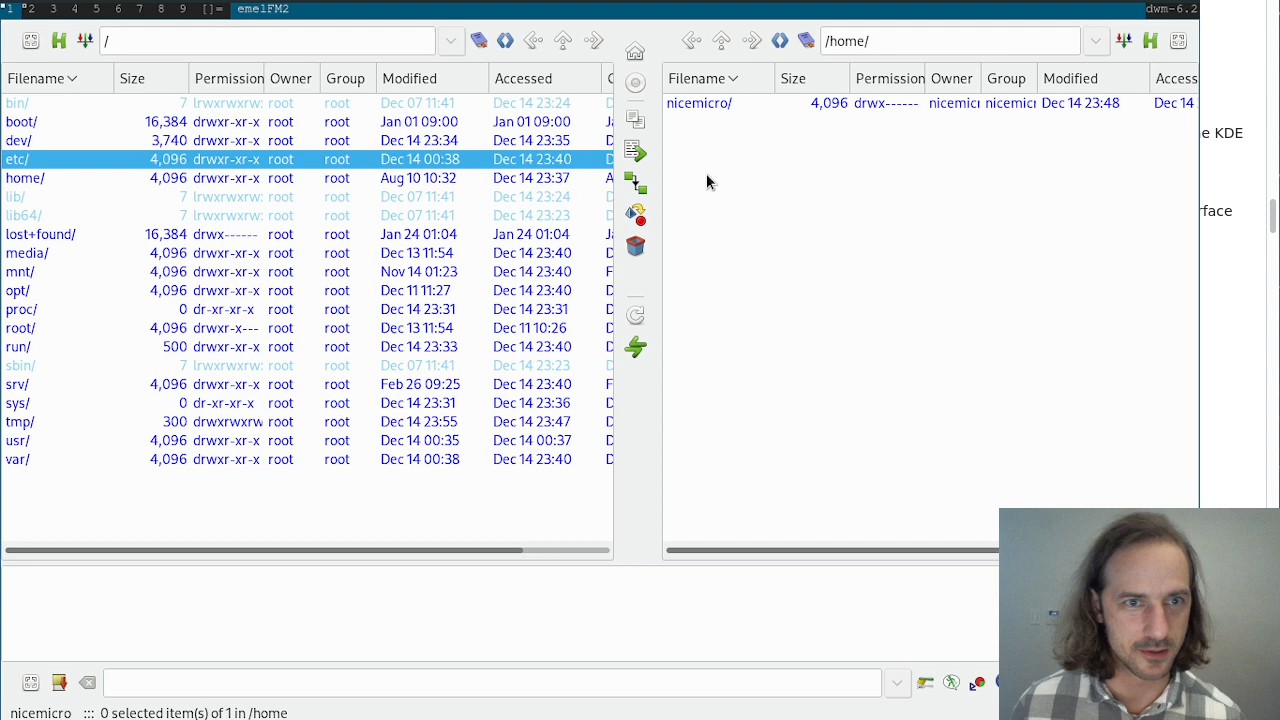 1 2 3 4 5 6 7 8 9 []= emelFM2 dwm-6.2
/ /home/
Filename Size Permission Owner Group Modified Accessed C
bin/ 7 lrwxrwxrw: root root Dec 07 11:41 Dec 14 23:24 D
boot/ 16,384 drwxr-xr-x root root Jan 01 09:00 Jan 01 09:00 J
dev/ 3,740 drwxr-xr-x root root Dec 14 23:34 Dec 14 23:35 D
etc/ 4,096 drwxr-xr-x root root Dec 14 00:38 Dec 14 23:40 D
home/ 4,096 drwxr-xr-x root root Aug 10 10:32 Dec 14 23:37 A
lib/ 7 lrwxrwxrw: root root Dec 07 11:41 Dec 14 23:24 D
lib64/ 7 lrwxrwxrw: root root Dec 07 11:41 Dec 14 23:23 D
lost+found/ 16,384 drwx------ root root Jan 24 01:04 Jan 24 01:04 J
media/ 4,096 drwxr-xr-x root root Dec 13 11:54 Dec 14 23:40 D
mnt/ 4,096 drwxr-xr-x root root Nov 14 01:23 Dec 14 23:40 F
opt/ 4,096 drwxr-xr-x root root Dec 11 11:27 Dec 14 23:40 D
proc/ 0 dr-xr-xr-x root root Dec 14 23:31 Dec 14 23:31 D
root/ 4,096 drwxr-x--- root root Dec 13 11:54 Dec 11 10:26 D
run/ 500 drwxr-xr-x root root Dec 14 23:33 Dec 14 23:40 D
sbin/ 7 lrwxrwxrw: root root Dec 07 11:41 Dec 14 23:23 D
srv/ 4,096 drwxr-xr-x root root Feb 26 09:25 Dec 14 23:40 F
sys/ 0 dr-xr-xr-x root root Dec 14 23:31 Dec 14 23:36 D
tmp/ 300 drwxrwxrw root root Dec 14 23:55 Dec 14 23:47 D
usr/ 4,096 drwxr-xr-x root root Dec 14 00:35 Dec 14 00:37 D
var/ 4,096 drwxr-xr-x root root Dec 14 00:38 Dec 14 23:40 D
Filename Size Permission Owner Group Modified Access
nicemicro/ 4,096 drwx------ nicemicr nicemicr Dec 14 23:48 Dec 14
e KDE
rface
nicemicro ::: 0 selected item(s) of 1 in /home